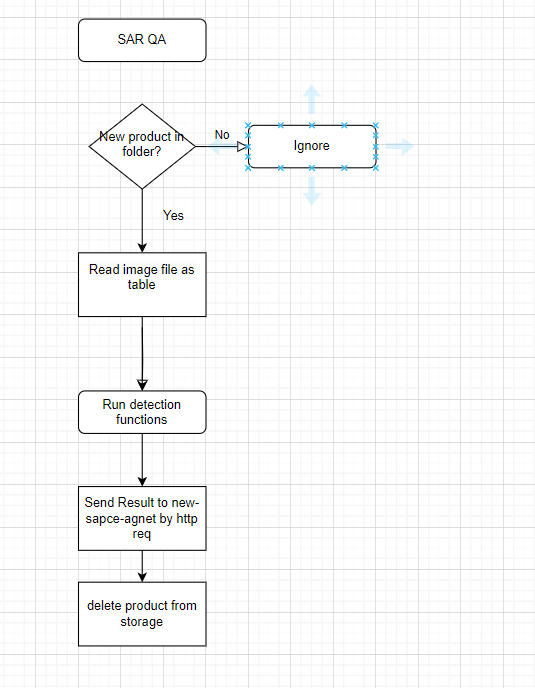 SAR QA
New product in
folder?
No
Ignore
Yes
Read image file as
table
Run detection
functions
Send Result to new-
sapce-agnet by http
req
delete product from
storage